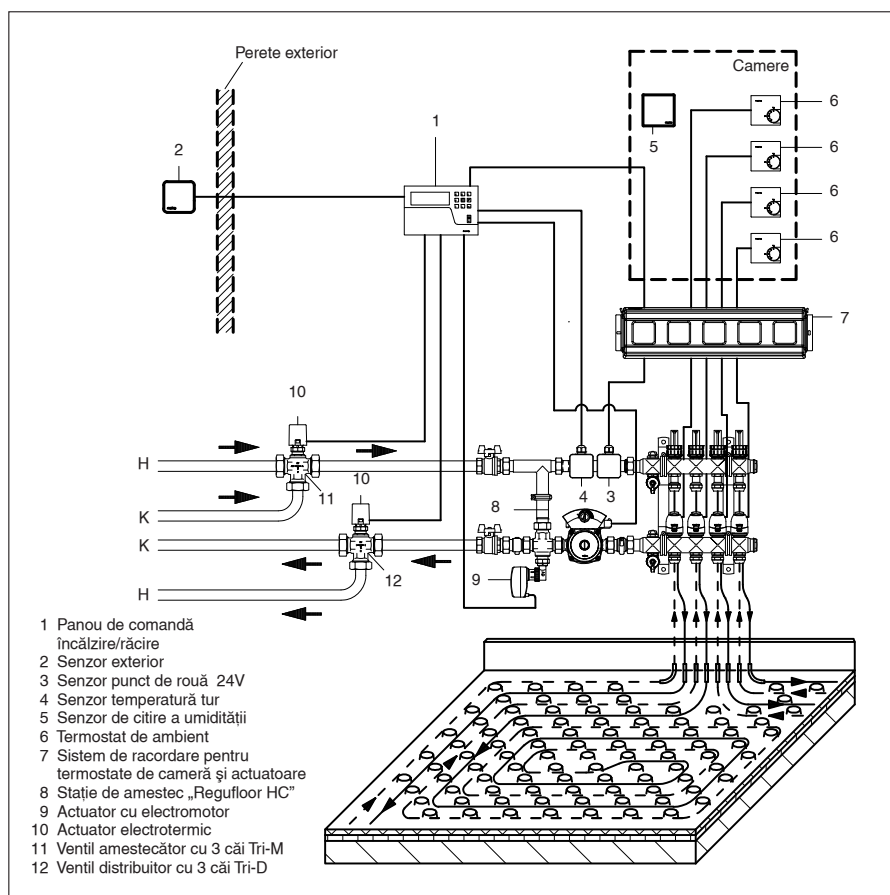 Perete exterior
Camere
6
1
6
2
5
6
6
7
10
H
11
10
4
3
8
K
K
12
9
H
1 Panou de comandă
încălzire/răcire
2 Senzor exterior
3 Senzor punct de rouă 24V
4 Senzor temperatură tur
5 Senzor de citire a umidității
6 Termostat de ambient
7 Sistem de racordare pentru
termostate de cameră şi actuatoare
8 Stație de amestec „Regufloor HC”
9 Actuator cu electromotor
10 Actuator electrotermic
11 Ventil amestecător cu 3 căi Tri-M
12 Ventil distribuitor cu 3 căi Tri-D